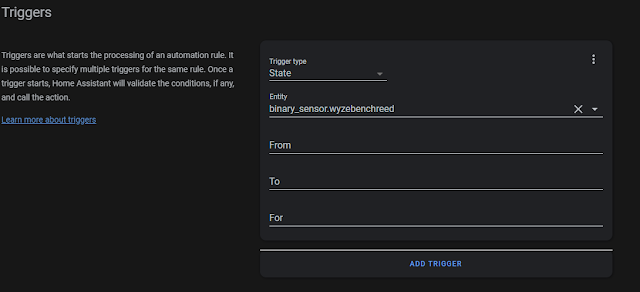 Triggers
Triggers are what starts the processing of an automation rule. It
is possible to specify multiple triggers for the same rule. Once a
trigger starts, Home Assistant will validate the conditions, if any,
and call the action.
Learn more about triggers
Trigger type
State
Entity
binary_sensor.wyzebenchreed
From
To
For
ADD TRIGGER